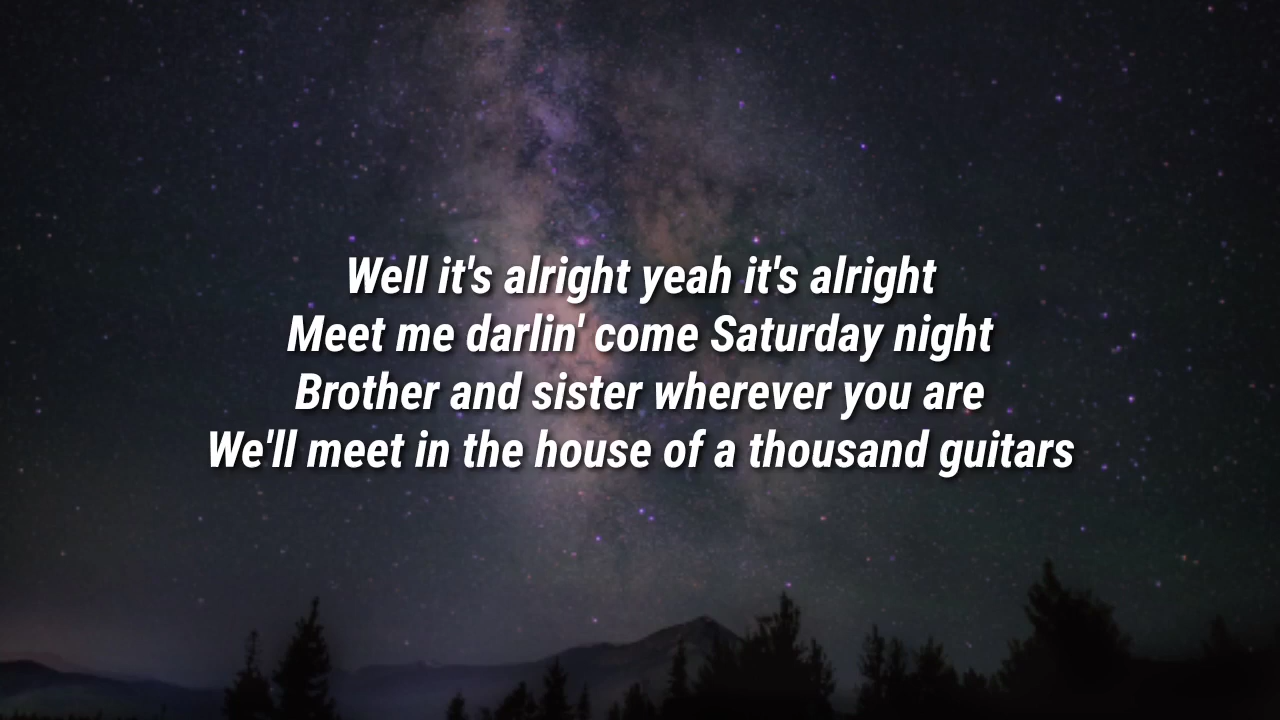 Well it's alright yeah it's alright
Meet me darlin' come Saturday night
Brother and sister wherever you are
We'll meet in the house of a thousand guitars